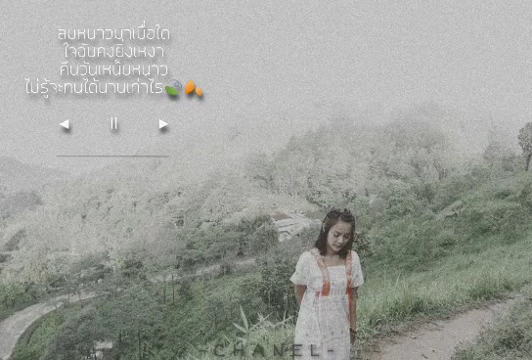 ลมหนาวมาเมื่อใด
ใจฉันคงยิ่งเหงา
คืนวันเหน็บหนาว
ไม่รู้จะทนได้นานเท่าไร
-CHANEL-